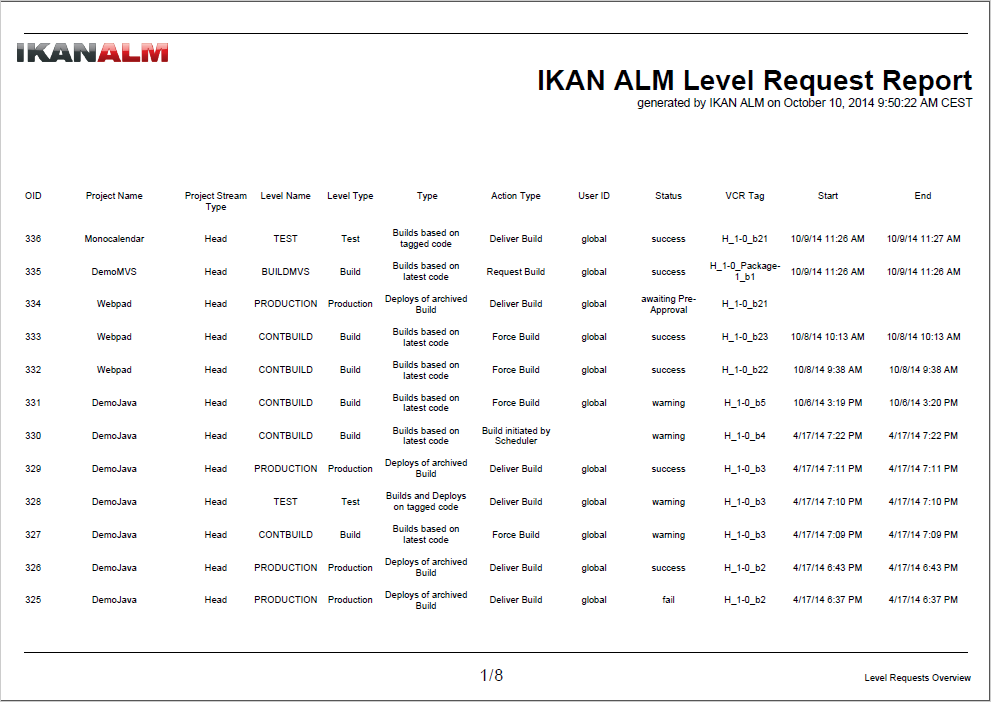 IKANALM
IKAN ALM Level Request Report
generated by IKAN ALM on October 10, 2014 9:50:22 AM CEST
OID Project Name Project Stream Type Level Name Level Type Type Action Type User ID Status VCR Tag Start End
336 Monocalendar Head TEST Test Builds based on tagged code Deliver Build global success H_1-0_b21 10/9/14 11:26 AM 10/9/14 11:27 AM
335 DemoMVS Head BUILDMVS Build Builds based on latest code Request Build global success H_1-0_Package-1_b1 10/9/14 11:26 AM 10/9/14 11:26 AM
334 Webpad Head PRODUCTION Production Deploys of archived Build Deliver Build global awaiting Pre-Approval H_1-0_b21
333 Webpad Head CONTBUILD Build Builds based on latest code Force Build global success H_1-0_b23 10/8/14 10:13 AM 10/8/14 10:13 AM
332 Webpad Head CONTBUILD Build Builds based on latest code Force Build global success H_1-0_b22 10/8/14 9:38 AM 10/8/14 9:38 AM
331 DemoJava Head CONTBUILD Build Builds based on latest code Force Build global warning H_1-0_b5 10/6/14 3:19 PM 10/6/14 3:20 PM
330 DemoJava Head CONTBUILD Build Builds based on latest code Build initiated by Scheduler warning H_1-0_b4 4/17/14 7:22 PM 4/17/14 7:22 PM
329 DemoJava Head PRODUCTION Production Deploys of archived Build Deliver Build global success H_1-0_b3 4/17/14 7:11 PM 4/17/14 7:11 PM
328 DemoJava Head TEST Test Builds and Deploys on tagged code Deliver Build global warning H_1-0_b3 4/17/14 7:10 PM 4/17/14 7:10 PM
327 DemoJava Head CONTBUILD Build Builds based on latest code Force Build global warning H_1-0_b3 4/17/14 7:09 PM 4/17/14 7:09 PM
326 DemoJava Head PRODUCTION Production Deploys of archived Build Deliver Build global success H_1-0_b2 4/17/14 6:43 PM 4/17/14 6:43 PM
325 DemoJava Head PRODUCTION Production Deploys of archived Build Deliver Build global fail H_1-0_b2 4/17/14 6:37 PM 4/17/14 6:37 PM
1/8
Level Requests Overview